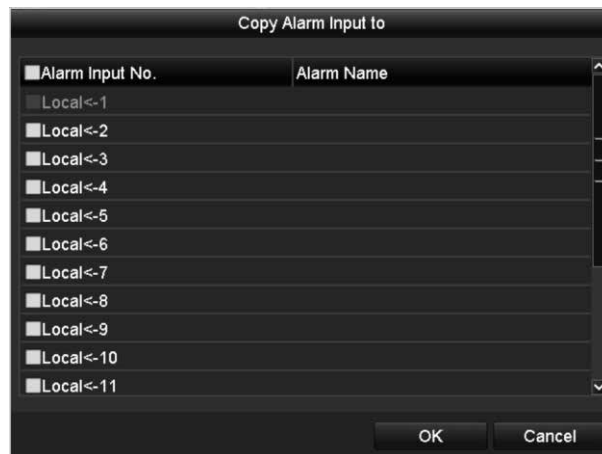 Copy Alarm Input to
Alarm Input No. Alarm Name
Local<-1
Local<-2
Local<-3
Local<-4
Local<-5
Local<-6
Local<-7
Local<-8
Local<-9
Local<-10
Local<-11
OK Cancel